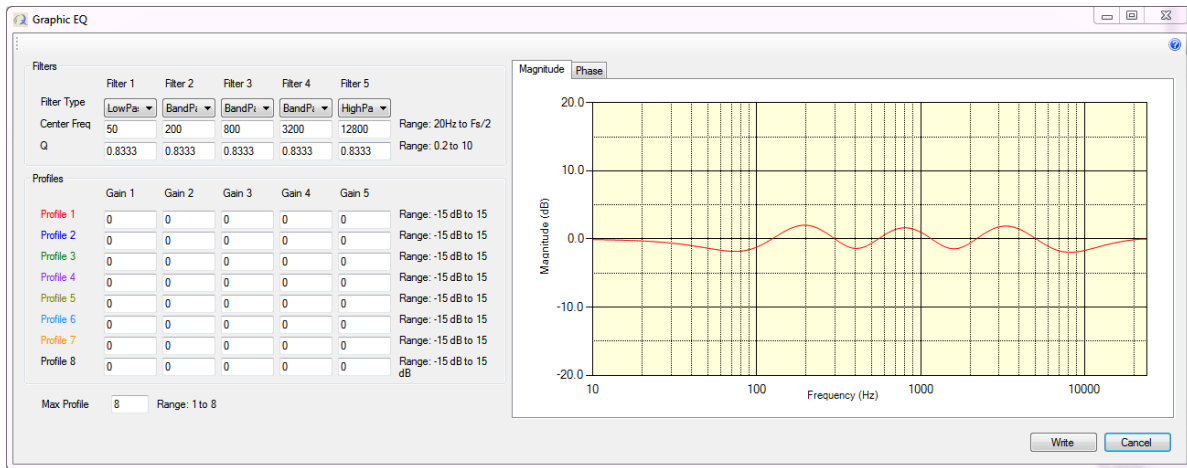 Graphic EQ
Filters
Filter 1 Filter 2 Filter 3 Filter 4 Filter 5
Filter Type LowPa: BandPa BandPa BandPa HighPa
Center Freq 50 200 800 3200 12800 Range: 20Hz to Fs/2
Q 0.8333 0.8333 0.8333 0.8333 0.8333 Range: 0.2 to 10
Profiles
Gain 1 Gain 2 Gain 3 Gain 4 Gain 5
Profile 1 0 0 0 0 0 Range: -15 dB to 15
Profile 2 0 0 0 0 0 Range: -15 dB to 15
Profile 3 0 0 0 0 0 Range: -15 dB to 15
Profile 4 0 0 0 0 0 Range: -15 dB to 15
Profile 5 0 0 0 0 0 Range: -15 dB to 15
Profile 6 0 0 0 0 0 Range: -15 dB to 15
Profile 7 0 0 0 0 0 Range: -15 dB to 15
Profile 8 0 0 0 0 0 Range: -15 dB to 15
dB
Max Profile 8 Range: 1 to 8
Magnitude Phase
20.0
10.0
0.0
-10.0
-20.0
Magnitude (dB)
10 100 1000 10000
Frequency (Hz)
Write Cancel